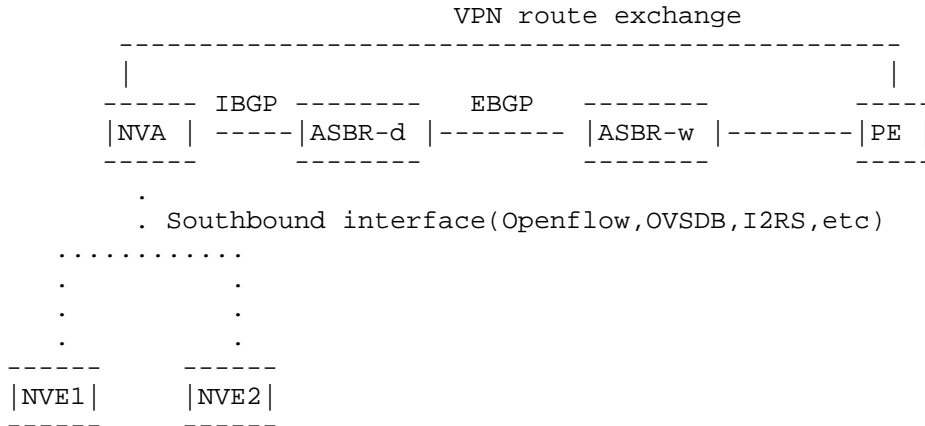 VPN route exchange
IBGP EBGP
NVA ASBR-d ASBR-w PE
Southbound interface(Openflow,OVSDB,I2RS,etc)
NVE1 NVE2